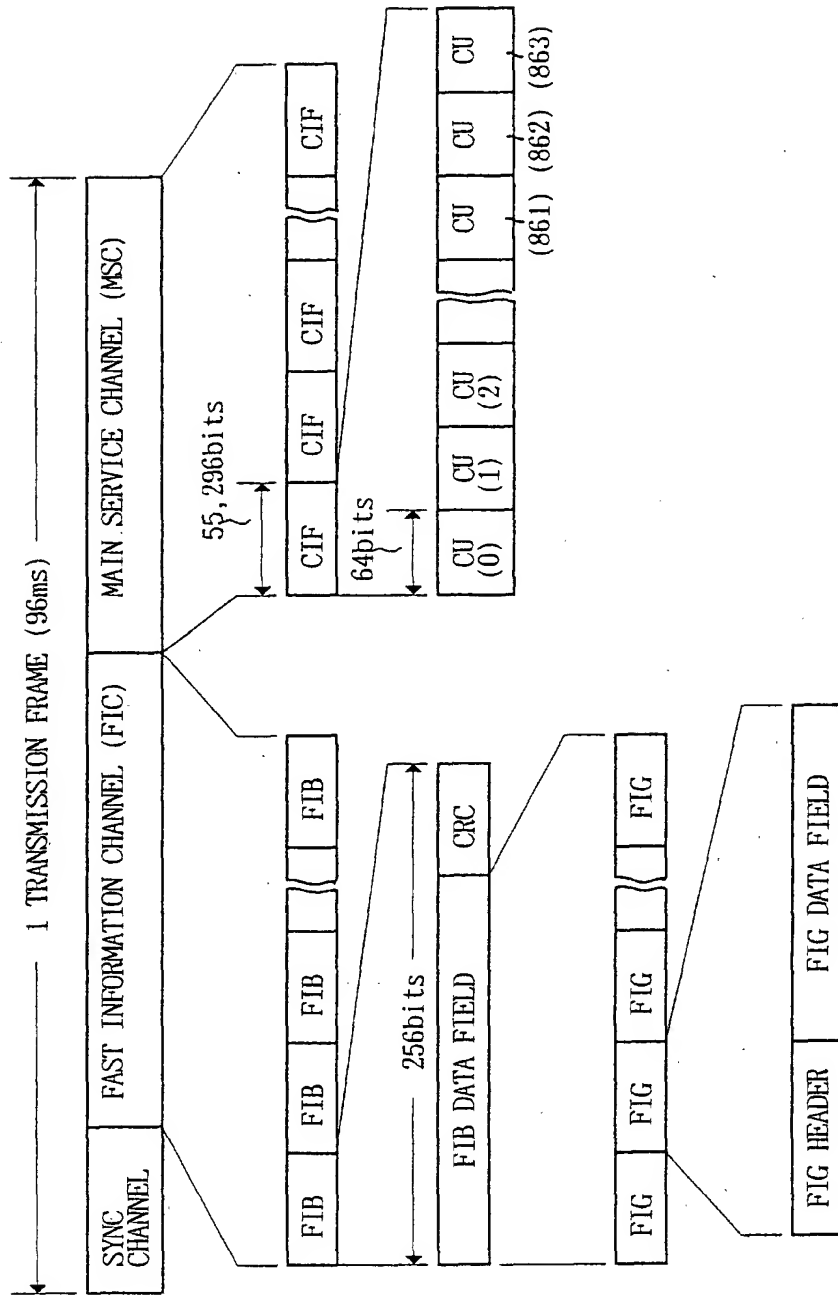 1 TRANSMISSION FRAME (96ms)
SYNC
CHANNEL
FAST INFORMATION CHANNEL (FIC)
MAIN SERVICE CHANNEL (MSC)
FIB
FIB
FIB
FIB
55,296bits
CIF
CIF
CIF
CIF
256bits
FIB DATA FIELD
CRC
64bits
CU
(0)
CU
(1)
CU
(2)
CU
CU
CU
(861)
(862)
(863)
FIG
FIG
FIG
FIG
FIG HEADER
FIG DATA FIELD